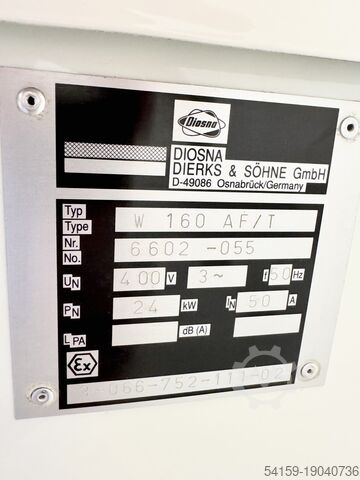 Diosna
DIOSNA
DIERKS & SÖHNE GmbH
D-49086 Osnabrück/Germany
Typ Type W 160 AF/T
Nr. No. 6602-055
UN 400 V 3~ f 50 Hz
PN 24 kW IN 50 A
LPA dB (A)
Ex
54159-19040736